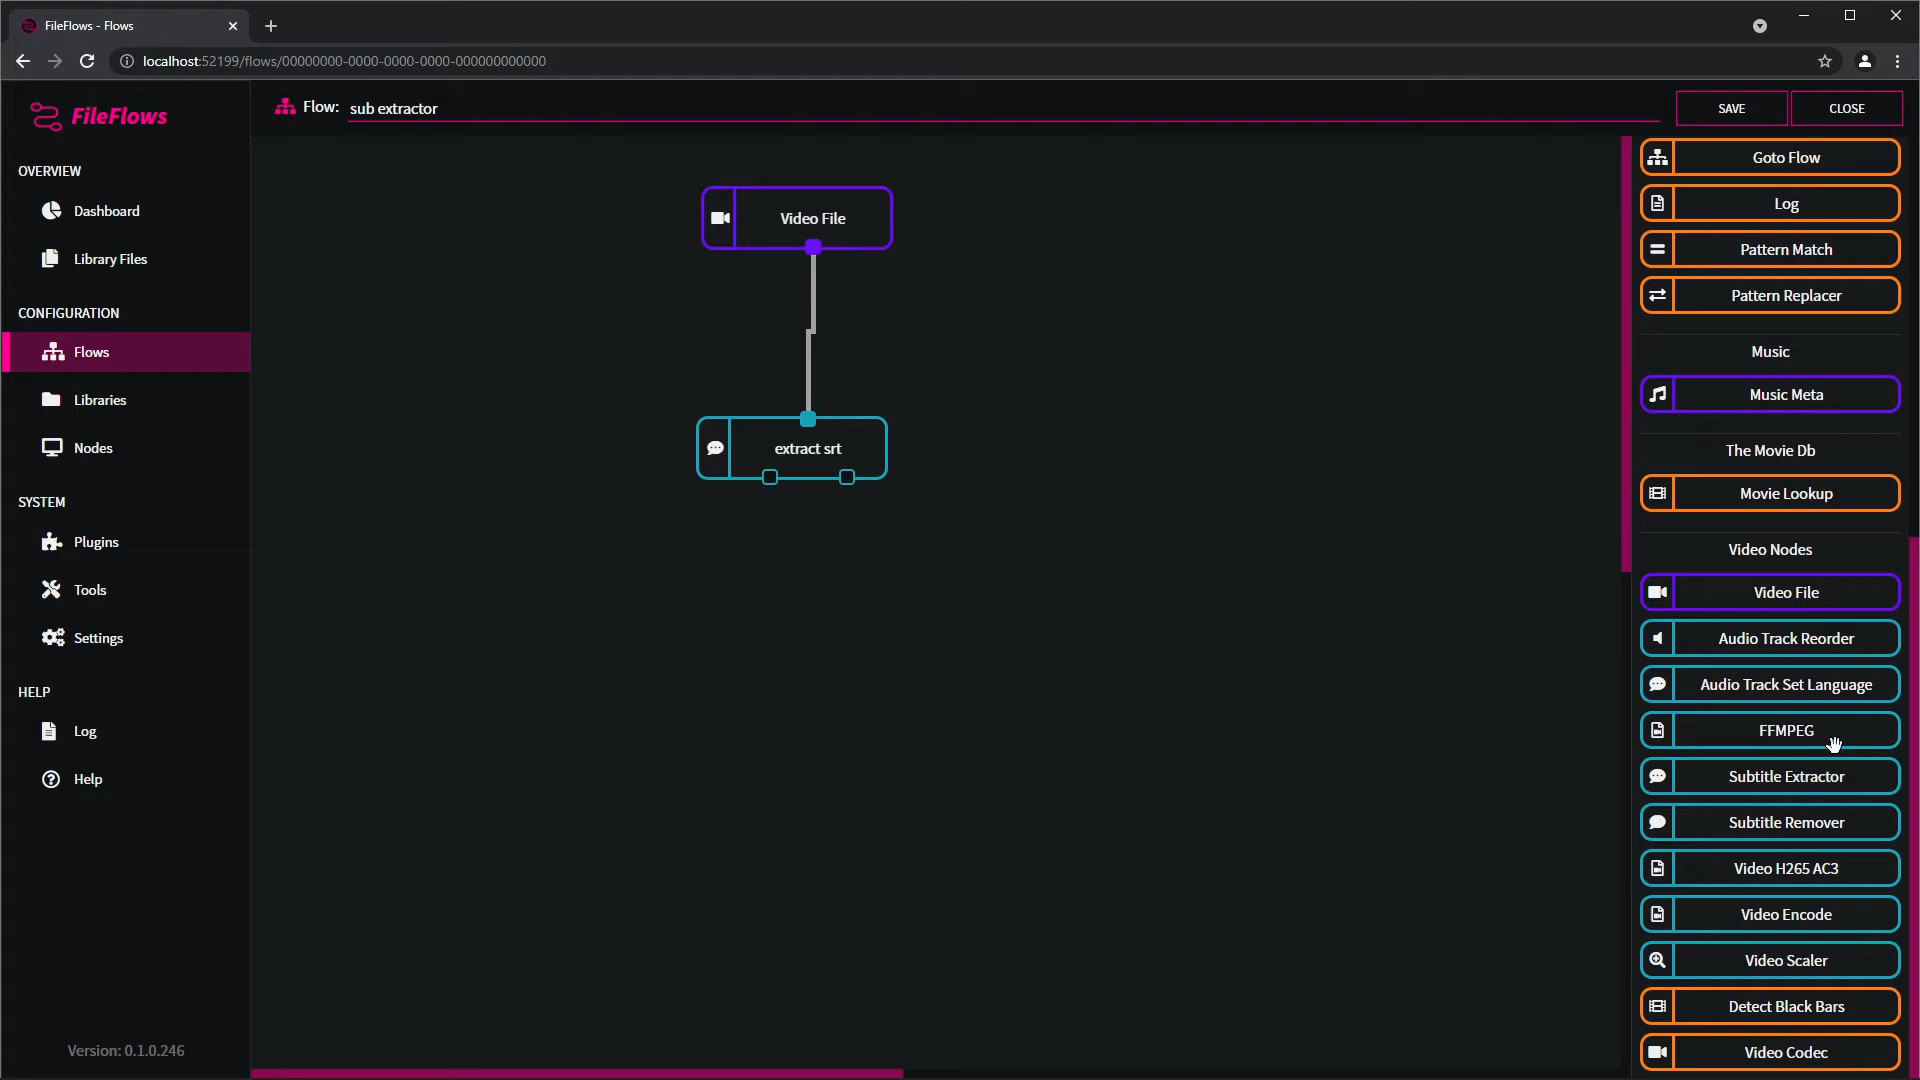 FileFlows - Flows
localhost:52199/flows/00000000-0000-0000-0000-000000000000
FileFlows
OVERVIEW
Dashboard
Library Files
CONFIGURATION
Flows
Libraries
Nodes
SYSTEM
Plugins
Tools
Settings
HELP
Log
Help
Version: 0.1.0.246
Flow: sub extractor
SAVE
CLOSE
Video File
extract srt
Goto Flow
Log
Pattern Match
Pattern Replacer
Music
Music Meta
The Movie Db
Movie Lookup
Video Nodes
Video File
Audio Track Reorder
Audio Track Set Language
FFMPEG
Subtitle Extractor
Subtitle Remover
Video H265 AC3
Video Encode
Video Scaler
Detect Black Bars
Video Codec